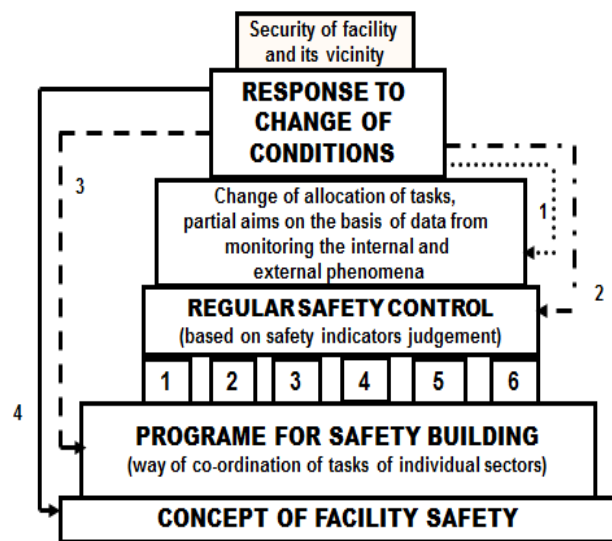 Security of facility
and its vicinity
RESPONSE TO
CHANGE OF
CONDITIONS
3
Change of allocation of tasks,
partial aims on the basis of data from
monitoring the internal and
external phenomena
1
2
REGULAR SAFETY CONTROL
(based on safety indicators judgement)
1 2 3 4 5 6
4
PROGRAME FOR SAFETY BUILDING
(way of co-ordination of tasks of individual sectors)
CONCEPT OF FACILITY SAFETY